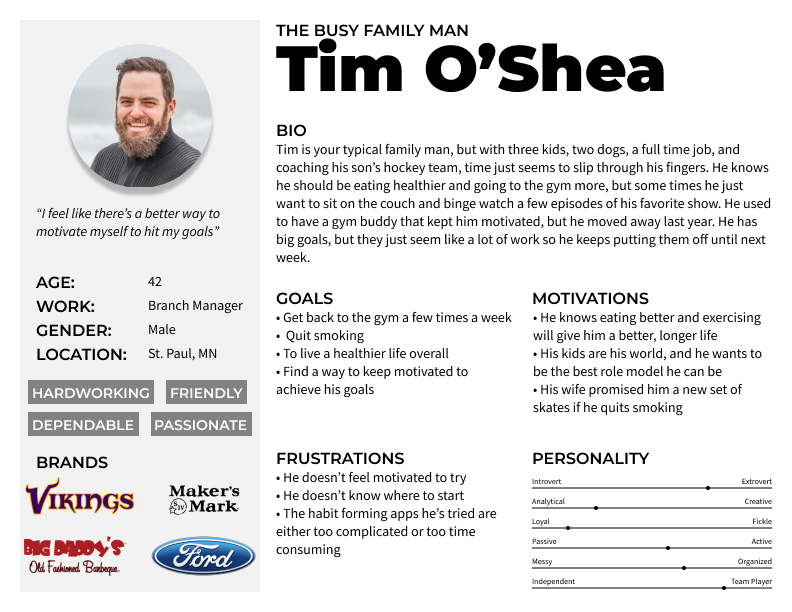 THE BUSY FAMILY MAN
Tim O’Shea
“I feel like there’s a better way to
motivate myself to hit my goals”
AGE: 42
WORK: Branch Manager
GENDER: Male
LOCATION: St. Paul, MN
HARDWORKING FRIENDLY
DEPENDABLE PASSIONATE
BRANDS
VIKINGS
MAKER'S
S IV
MARK
BIG DADDY'S
Old Fashioned Barbeque
Ford
BIO
Tim is your typical family man, but with three kids, two dogs, a full time job, and
coaching his son’s hockey team, time just seems to slip through his fingers. He knows
he should be eating healthier and going to the gym more, but some times he just
want to sit on the couch and binge watch a few episodes of his favorite show. He used
to have a gym buddy that kept him motivated, but he moved away last year. He has
big goals, but they just seem like a lot of work so he keeps putting them off until next
week.
GOALS
• Get back to the gym a few times a week
• Quit smoking
• To live a healthier life overall
• Find a way to keep motivated to
achieve his goals
MOTIVATIONS
• He knows eating better and exercising
will give him a better, longer life
• His kids are his world, and he wants to
be the best role model he can be
• His wife promised him a new set of
skates if he quits smoking
FRUSTRATIONS
• He doesn’t feel motivated to try
• He doesn’t know where to start
• The habit forming apps he’s tried are
either too complicated or too time
consuming
PERSONALITY
Introvert Extrovert
Analytical Creative
Loyal Fickle
Passive Active
Messy Organized
Independent Team Player